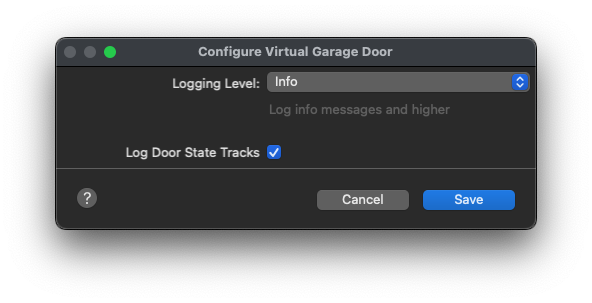 Configure Virtual Garage Door
Logging Level: Info
Log info messages and higher
Log Door State Tracks
? Cancel Save